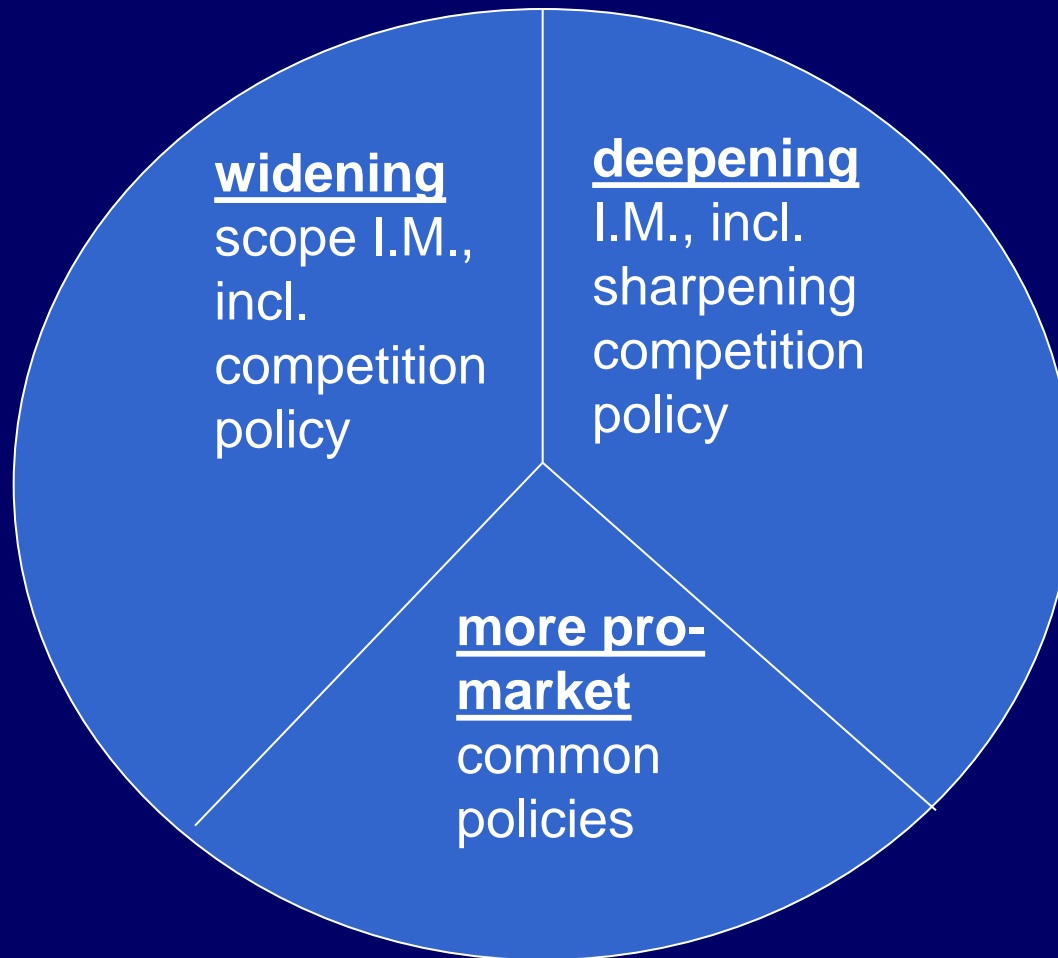 widening
scope I.M.,
incl.
competition
policy
deepening
I.M., incl.
sharpening
competition
policy
more pro-
market
common
policies